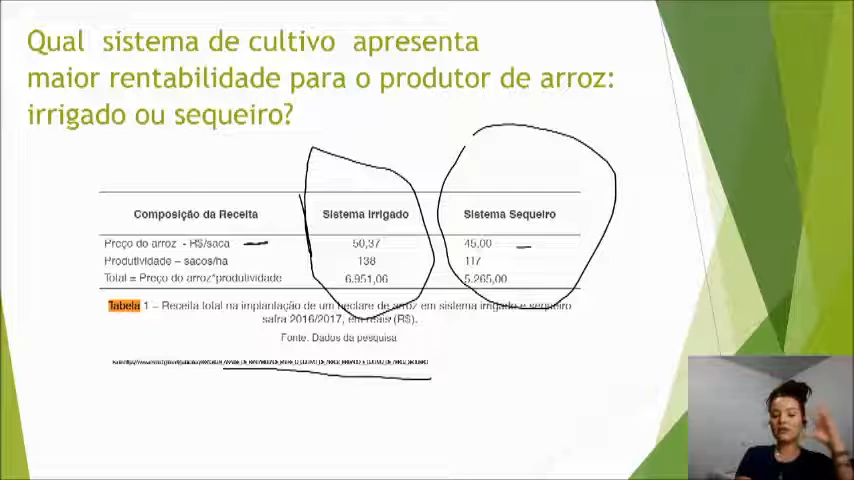 Qual sistema de cultivo apresenta
maior rentabilidade para o produtor de arroz:
irrigado ou sequeiro?
Composição da Receita Sistema Irrigado Sistema Sequeiro
Preço do arroz - R$/saca 50,37 45,00
Produtividade – sacos/ha 138 117
Total = Preço do arroz*produtividade 6.951,06 5.265,00
Tabela 1 – Receita total na implantação de um hectare de arroz em sistema irrigado e sequeiro
safra 2016/2017, em reais (R$).
Fonte: Dados da pesquisa